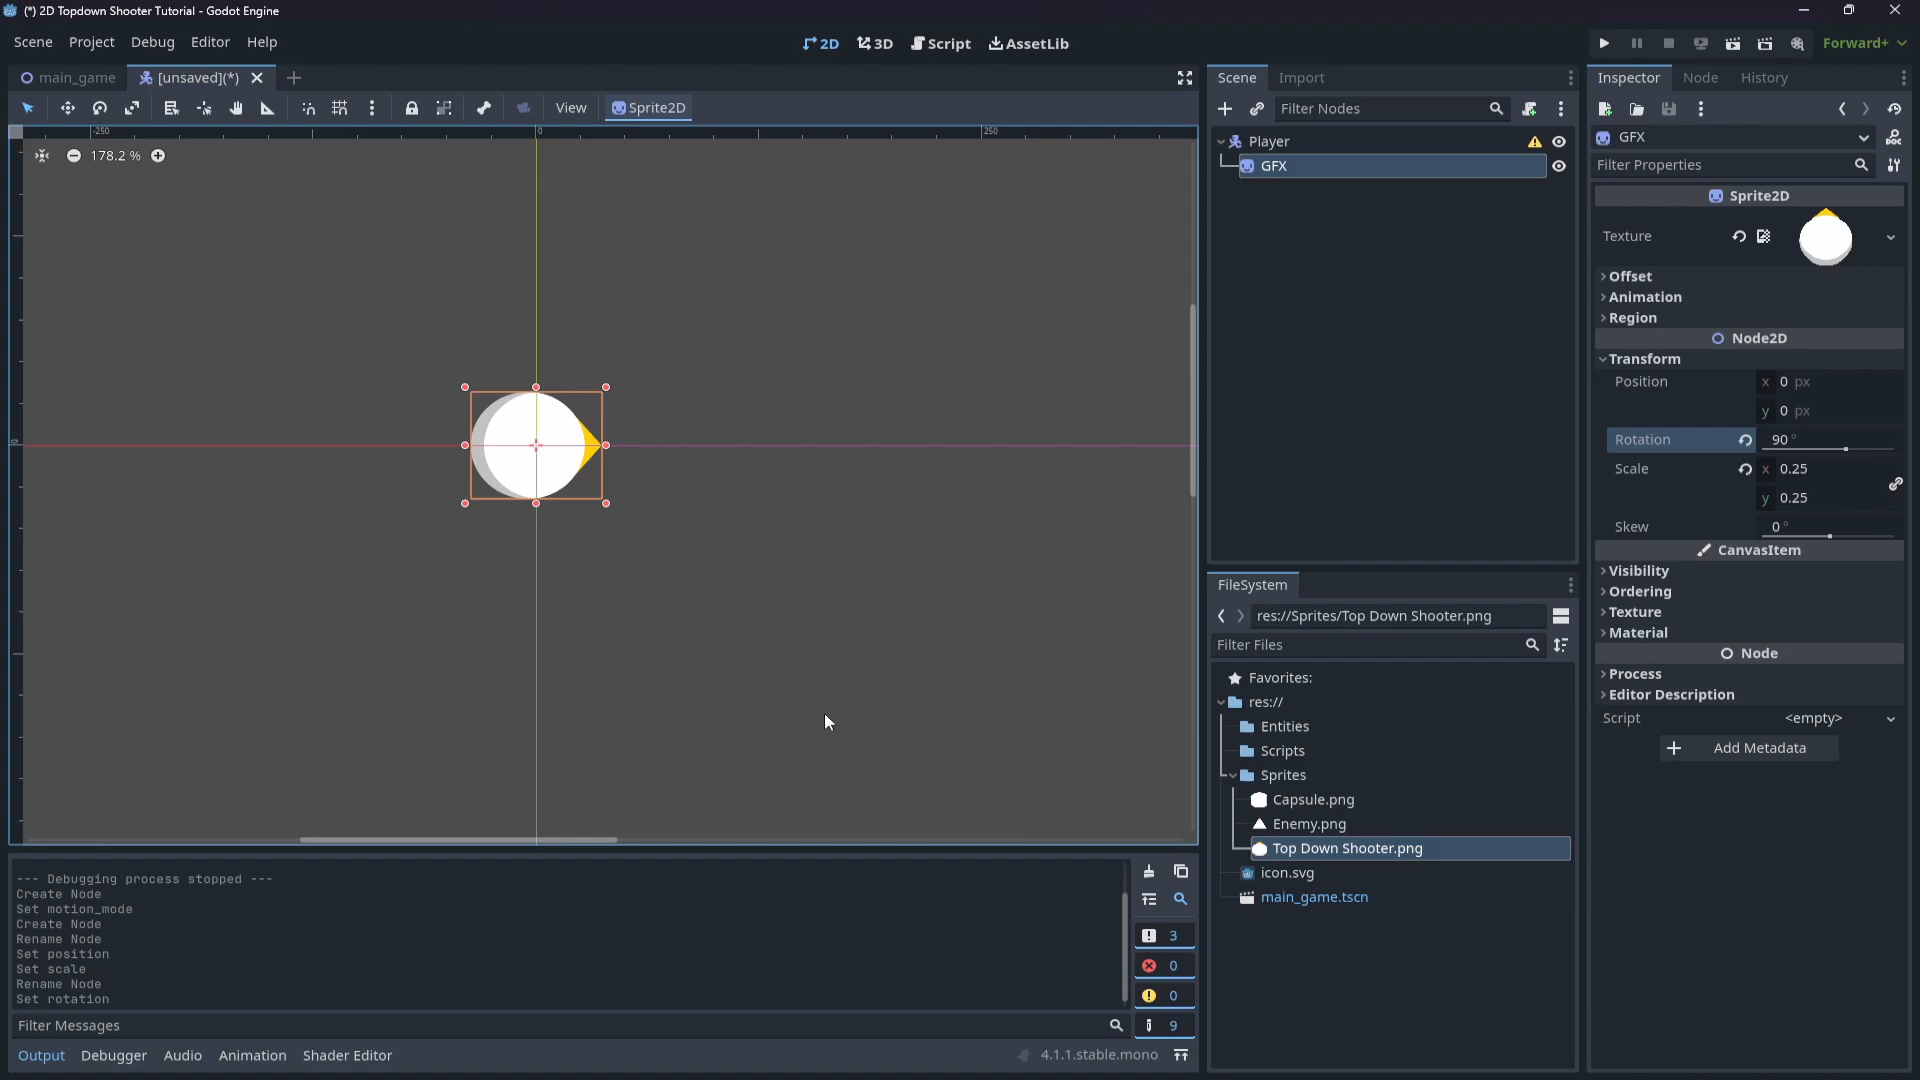 (*) 2D Topdown Shooter Tutorial - Godot Engine
Scene Project Debug Editor Help
2D 3D Script AssetLib
Forward+
main_game [unsaved](*)
View Sprite2D
-250 0 250
178.2 %
0
Scene Import
Filter Nodes
Player
GFX
FileSystem
res://Sprites/Top Down Shooter.png
Filter Files
Favorites:
res://
Entities
Scripts
Sprites
Capsule.png
Enemy.png
Top Down Shooter.png
icon.svg
main_game.tscn
Inspector Node History
GFX
DOC
Filter Properties
Sprite2D
Texture
Offset
Animation
Region
Node2D
Transform
Position x 0 px
y 0 px
Rotation 90 °
Scale x 0.25
y 0.25
Skew 0 °
CanvasItem
Visibility
Ordering
Texture
Material
Node
Process
Editor Description
Script <empty>
Add Metadata
--- Debugging process stopped ---
Create Node
Set motion_mode
Create Node
Rename Node
Set position
Set scale
Rename Node
Set rotation
3
0
0
9
Filter Messages
Output Debugger Audio Animation Shader Editor
4.1.1.stable.mono